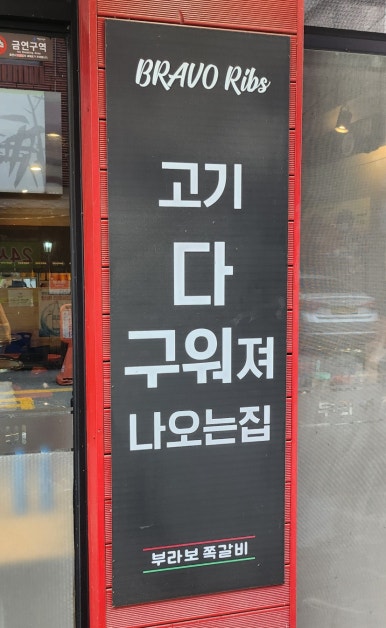 금연구역
BRAVO Ribs
고기
다
구워져
나오는집
부라보 쪽갈비